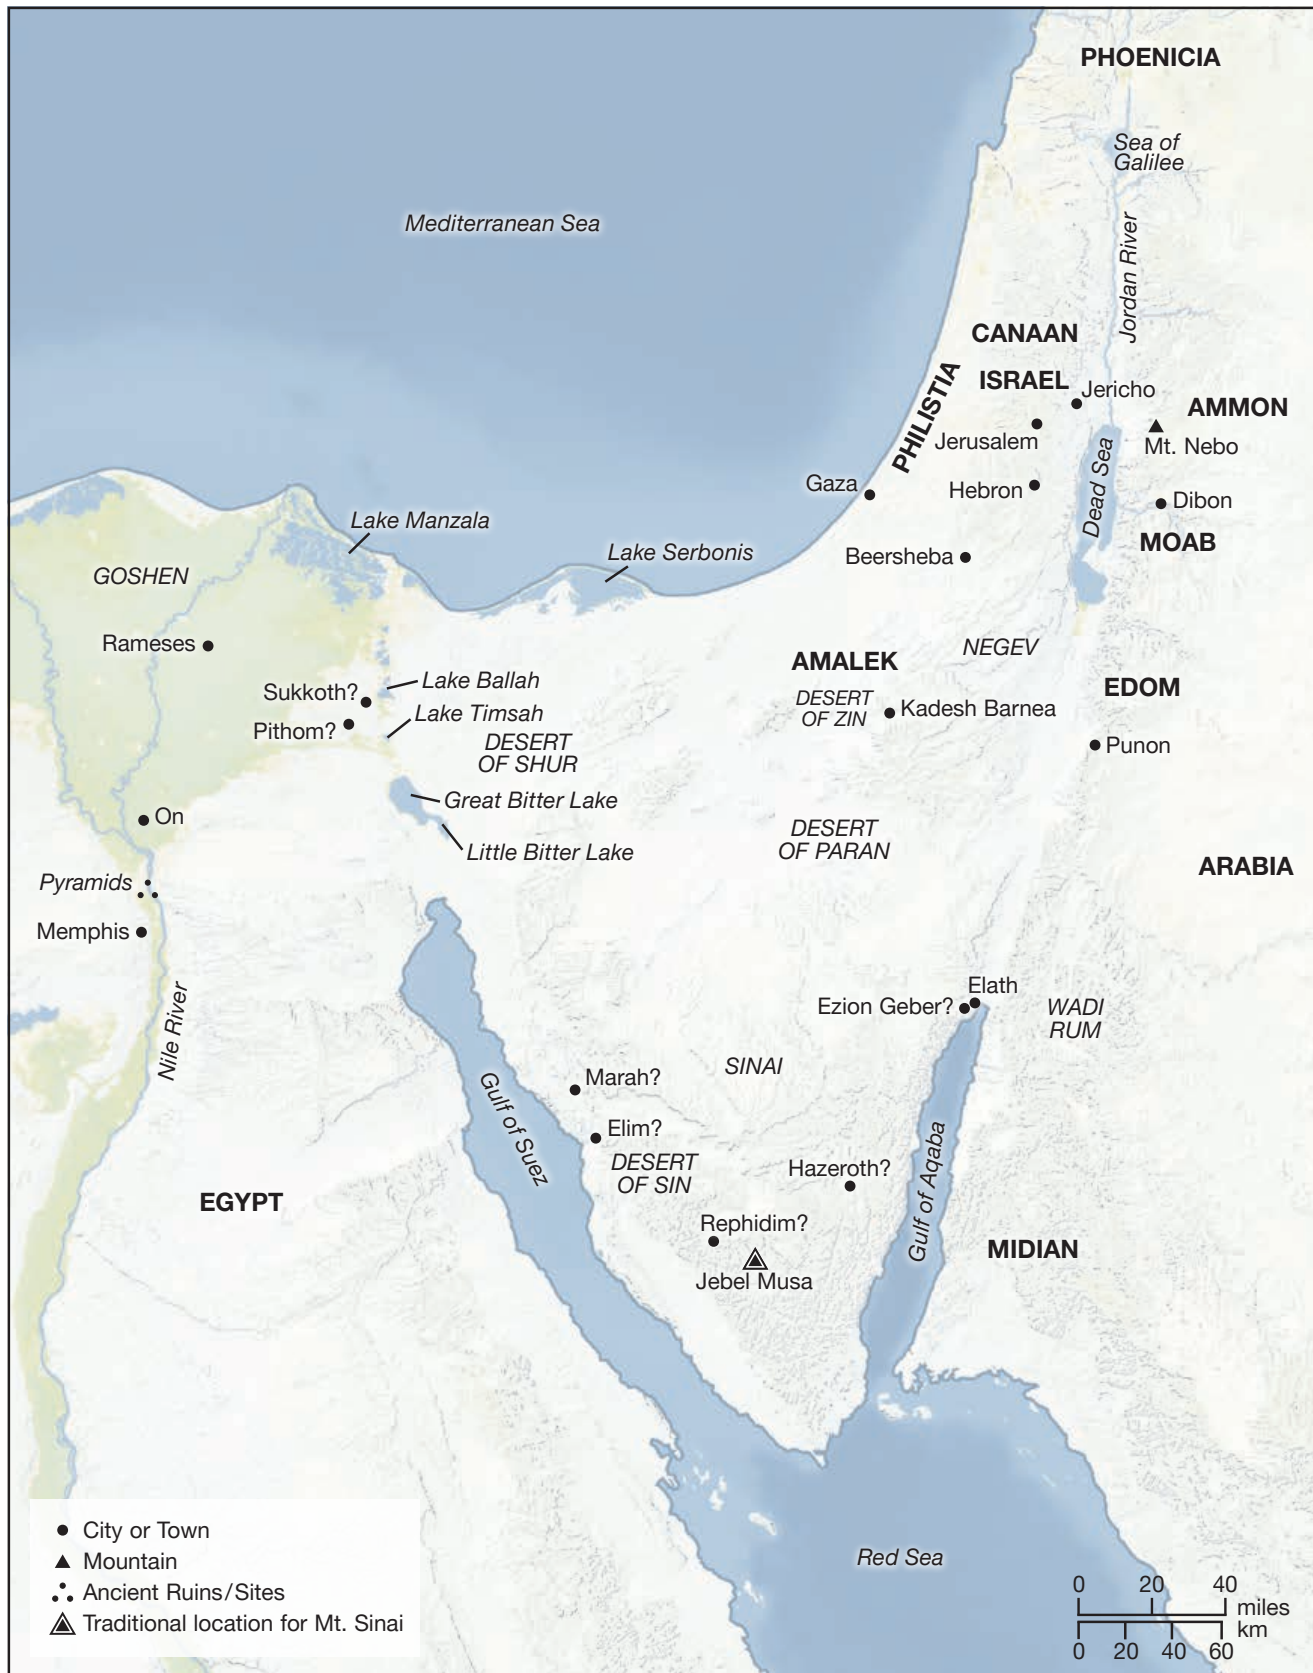 PHOENICIA
Sea of
Galilee
Mediterranean Sea
Jordan River
CANAAN
ISRAEL
PHILISTIA
Jericho
AMMON
Jerusalem
Mt. Nebo
Gaza
Hebron
Dead Sea
Dibon
MOAB
Lake Manzala
Lake Serbonis
Beersheba
GOSHEN
Rameses
NEGEV
AMALEK
Sukkoth?
Lake Ballah
DESERT
OF ZIN
Kadesh Barnea
EDOM
Pithom?
Lake Timsah
DESERT
OF SHUR
Punon
Great Bitter Lake
On
DESERT
OF PARAN
Little Bitter Lake
ARABIA
Pyramids
Memphis
Nile River
Elath
Ezion Geber?
WADI
RUM
SINAI
Marah?
Gulf of Suez
Elim?
DESERT
OF SIN
Hazeroth?
Gulf of Aqaba
EGYPT
Rephidim?
Jebel Musa
MIDIAN
Red Sea
City or Town
Mountain
Ancient Ruins/Sites
Traditional location for Mt. Sinai
0 20 40
miles
km
0 20 40 60